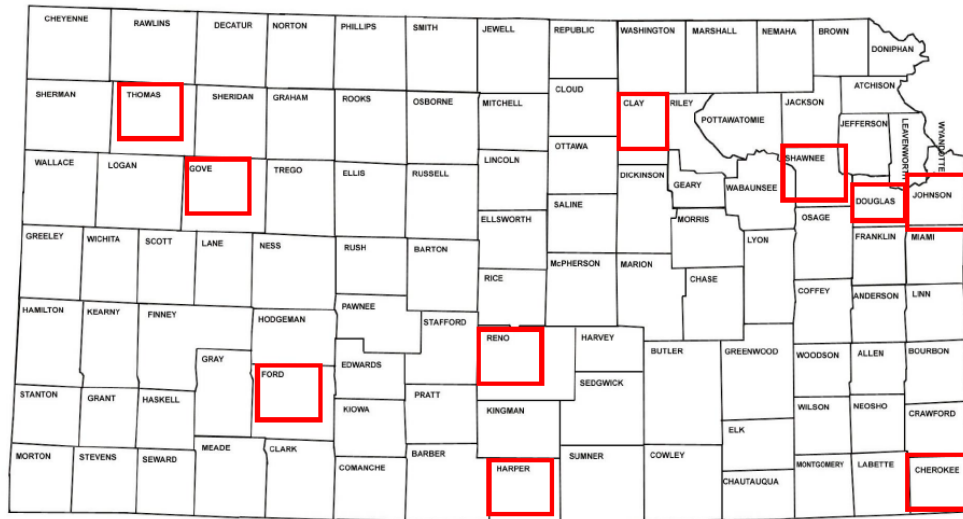 CHEYENNE
RAWLINS
DECATUR
NORTON
PHILLIPS
SMITH
JEWELL
REPUBLIC
WASHINGTON
MARSHALL
NEMAHA
BROWN
DONIPHAN
SHERMAN
THOMAS
SHERIDAN
GRAHAM
ROOKS
OSBORNE
MITCHELL
CLOUD
CLAY
RILEY
POTTAWATOMIE
JACKSON
ATCHISON
JEFFERSON
LEAVENWORTH
WYANDOTTE
WALLACE
LOGAN
GOVE
TREGO
ELLIS
RUSSELL
LINCOLN
OTTAWA
DICKINSON
GEARY
WABAUNSEE
SHAWNEE
DOUGLAS
JOHNSON
ELLSWORTH
SALINE
MORRIS
OSAGE
GREELEY
WICHITA
SCOTT
LANE
NESS
RUSH
BARTON
RICE
McPHERSON
MARION
CHASE
LYON
FRANKLIN
MIAMI
COFFEY
ANDERSON
LINN
HAMILTON
KEARNY
FINNEY
HODGEMAN
PAWNEE
STAFFORD
RENO
HARVEY
BUTLER
GREENWOOD
WOODSON
ALLEN
BOURBON
GRAY
FORD
EDWARDS
SEDGWICK
STANTON
GRANT
HASKELL
KIOWA
PRATT
KINGMAN
ELK
WILSON
NEOSHO
CRAWFORD
MORTON
STEVENS
SEWARD
MEADE
CLARK
COMANCHE
BARBER
HARPER
SUMNER
COWLEY
CHAUTAUQUA
MONTGOMERY
LABETTE
CHEROKEE